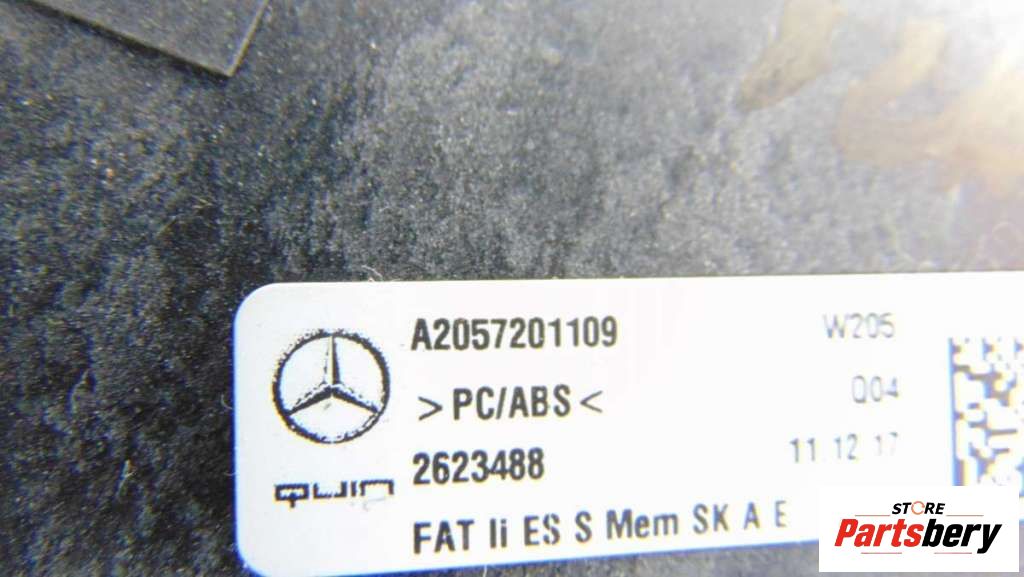 A2057201109 W205
>PC/ABS< Q04
2623488 11.12.17
QUIN
FAT li ES S Mem SK A E
STORE
Partsbery